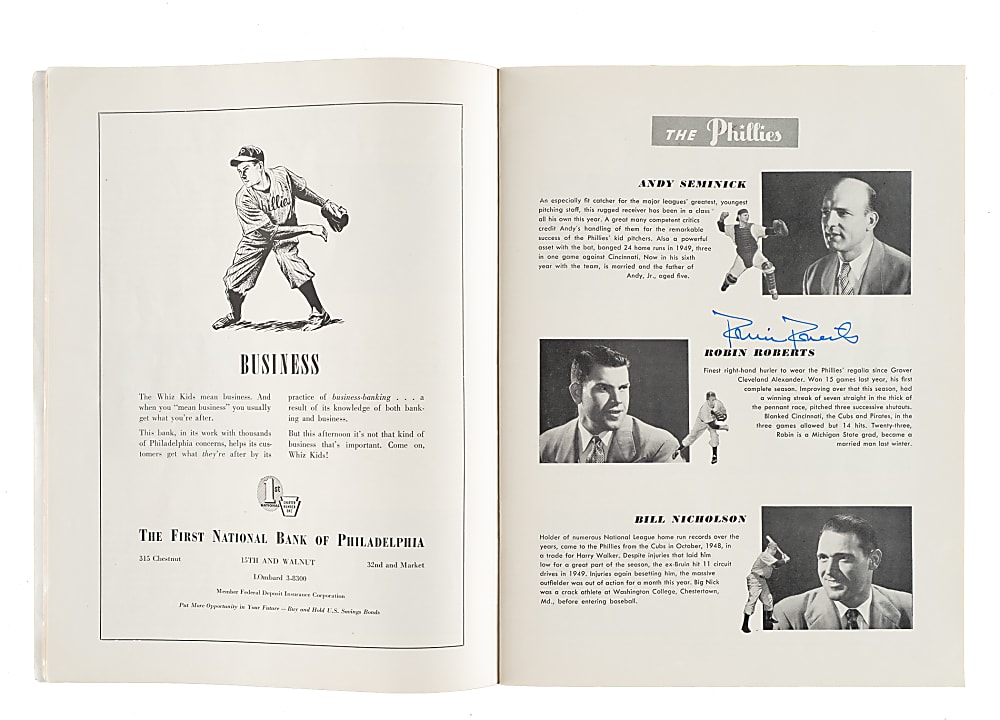 Phillies
BUSINESS
The Whiz Kids mean business. And
when you "mean business" you usually
get what you're after.
This bank, in its work with thousands
of Philadelphia concerns, helps its cus-
tomers get what they're after by its
practice of business-banking . . . a
result of its knowledge of both bank-
ing and business.
But this afternoon it's not that kind of
business that's important. Come on,
Whiz Kids!
1st
NATIONAL
THE FIRST NATIONAL BANK OF PHILADELPHIA
315 Chestnut
15TH AND WALNUT
32nd and Market
LOmbard 3-8300
Member Federal Deposit Insurance Corporation
Put More Opportunity in Your Future — Buy and Hold U.S. Savings Bonds
THE Phillies
ANDY SEMINICK
An especially fit catcher for the major leagues' greatest, youngest
pitching staff, this rugged receiver has been in a class
all his own this year. A great many competent critics
credit Andy's handling of them for the remarkable
success of the Phillies' kid pitchers. Also a powerful
asset with the bat, banged 24 home runs in 1949, three
in one game against Cincinnati. Now in his sixth
year with the team, is married and the father of
Andy, Jr., aged five.
Robin Roberts
ROBIN ROBERTS
Finest right-hand hurler to wear the Phillies' regalia since Grover
Cleveland Alexander. Won 15 games last year, his first
complete season. Improving over that this season, had
a winning streak of seven straight in the thick of
the pennant race, pitched three successive shutouts.
Blanked Cincinnati, the Cubs and Pirates, in the
three games allowed but 14 hits. Twenty-three,
Robin is a Michigan State grad, became a
married man last winter.
BILL NICHOLSON
Holder of numerous National League home run records over the
years, came to the Phillies from the Cubs in October, 1948, in
a trade for Harry Walker. Despite injuries that laid him
low for a great part of the season, the ex-Bruin hit 11 circuit
drives in 1949. Injuries again besetting him, the massive
outfielder was out of action for a month this year. Big Nick
was a crack athlete at Washington College, Chestertown,
Md., before entering baseball.